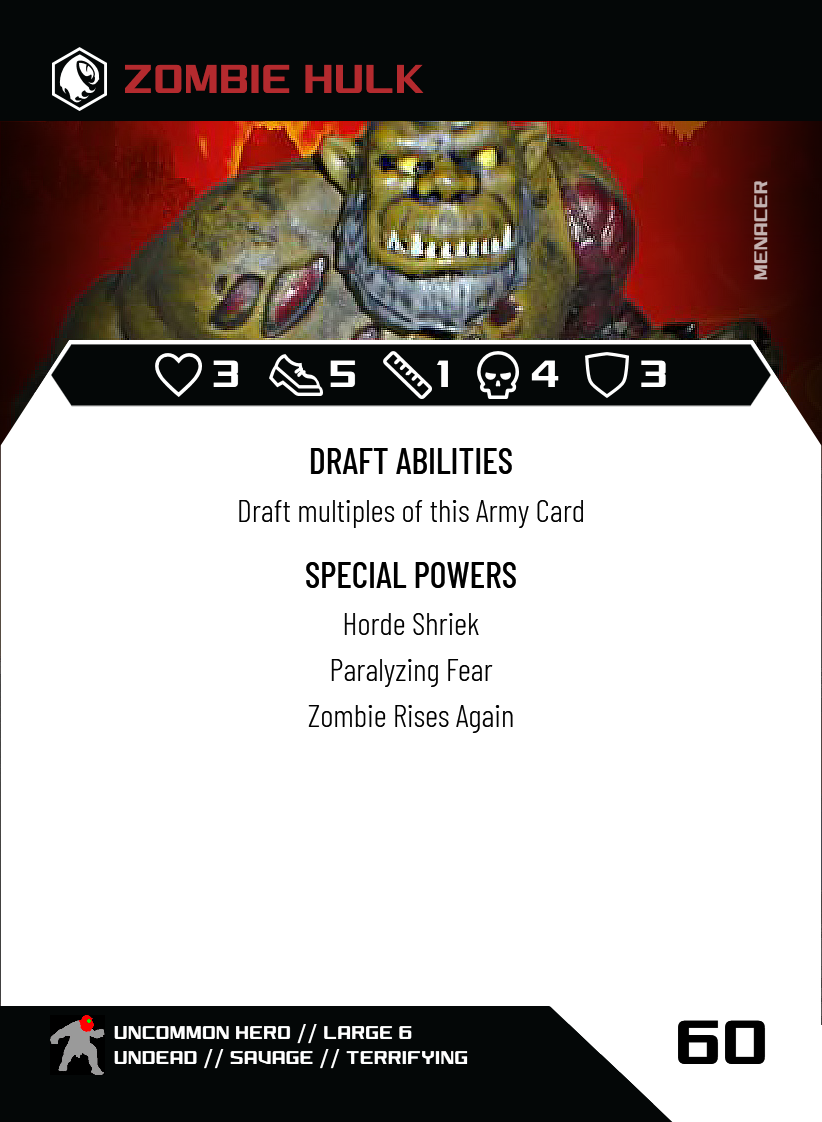 ZOMBIE HULK
MENACER
3 5 1 4 3
DRAFT ABILITIES
Draft multiples of this Army Card
SPECIAL POWERS
Horde Shriek
Paralyzing Fear
Zombie Rises Again
UNCOMMON HERO // LARGE 6
UNDEAD // SAVAGE // TERRIFYING
60